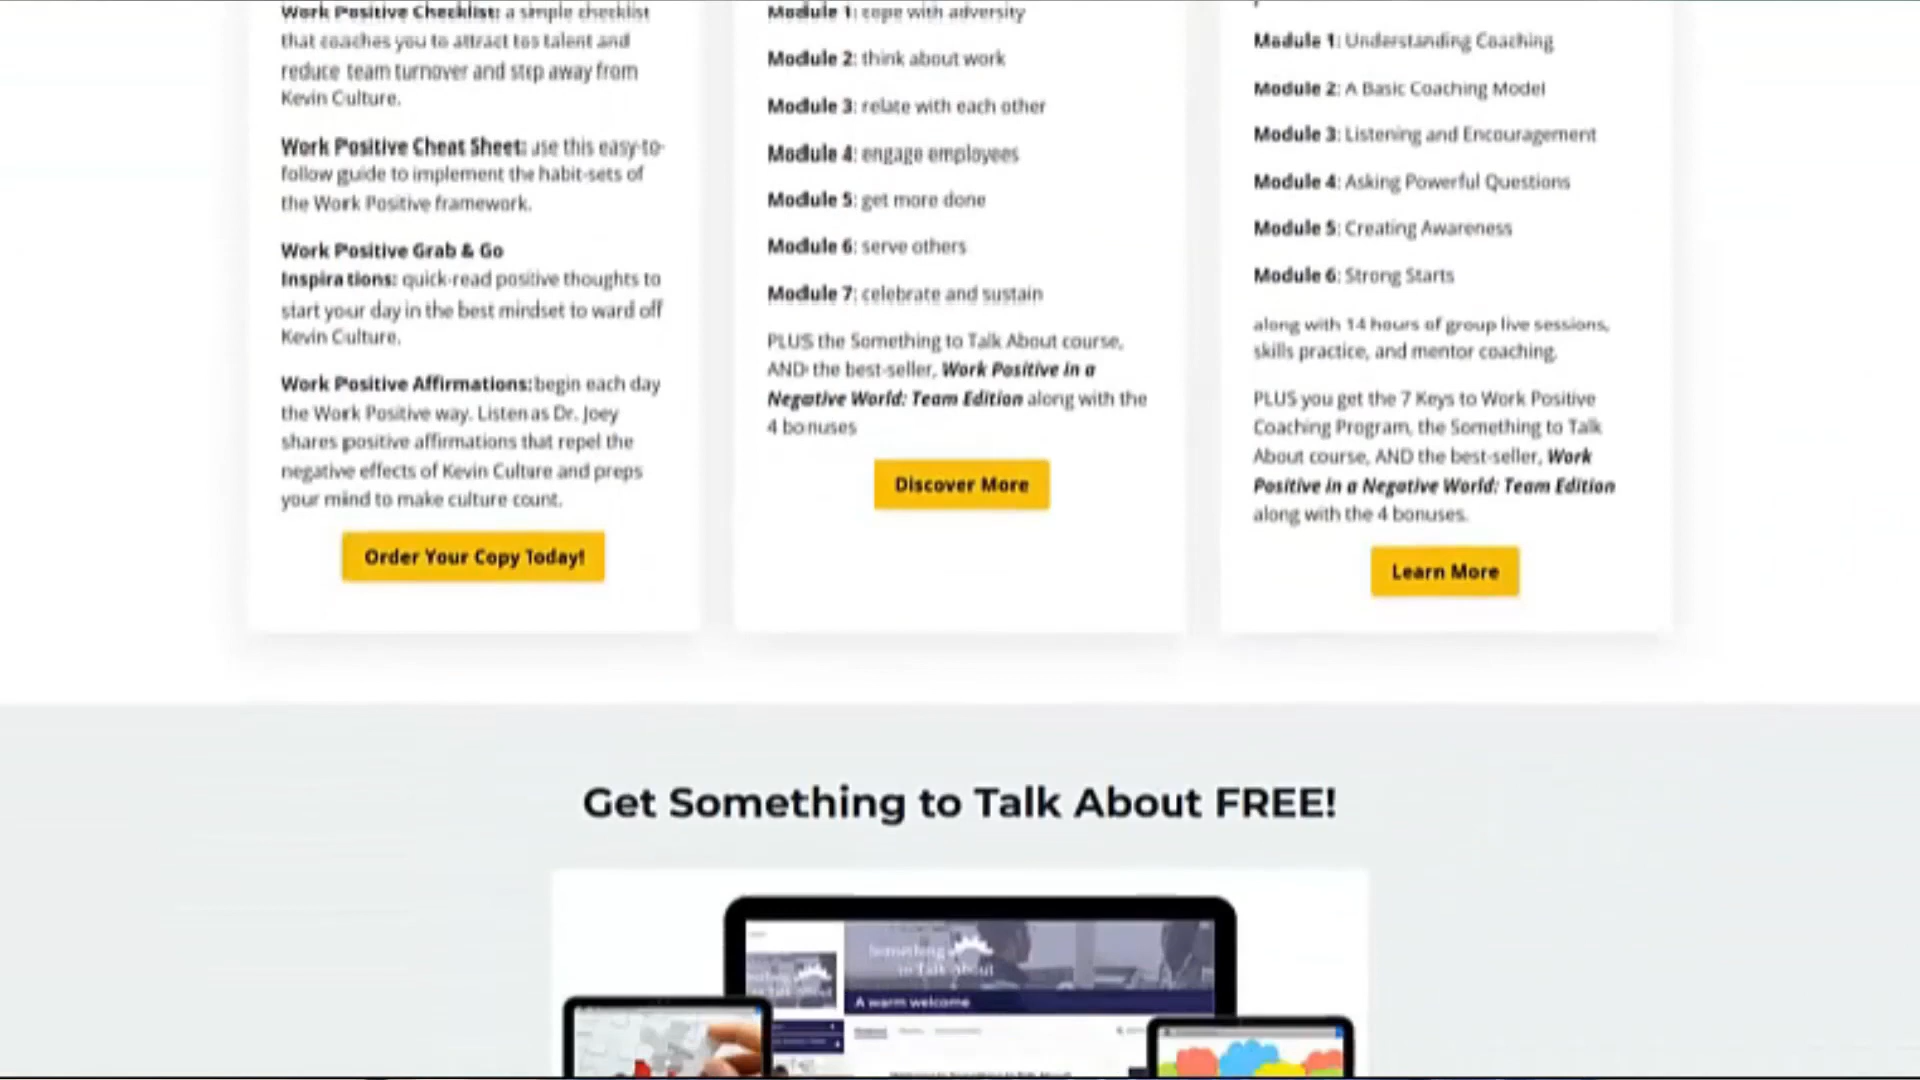 Work Positive Checklist: a simple checklist
that coaches you to attract tos talent and
reduce team turnover and step away from
Kevin Culture.
Work Positive Cheat Sheet: use this easy-to-
follow guide to implement the habit-sets of
the Work Positive framework.
Work Positive Grab & Go
Inspirations: quick-read positive thoughts to
start your day in the best mindset to ward off
Kevin Culture.
Work Positive Affirmations: begin each day
the Work Positive way. Listen as Dr. Joey
shares positive affirmations that repel the
negative effects of Kevin Culture and preps
your mind to make culture count.
Order Your Copy Today!
Module 1: cope with adversity
Module 2: think about work
Module 3: relate with each other
Module 4: engage employees
Module 5: get more done
Module 6: serve others
Module 7: celebrate and sustain
PLUS the Something to Talk About course,
AND the best-seller, Work Positive in a
Negative World: Team Edition along with the
4 bonuses
Discover More
Module 1: Understanding Coaching
Module 2: A Basic Coaching Model
Module 3: Listening and Encouragement
Module 4: Asking Powerful Questions
Module 5: Creating Awareness
Module 6: Strong Starts
along with 14 hours of group live sessions,
skills practice, and mentor coaching.
PLUS you get the 7 Keys to Work Positive
Coaching Program, the Something to Talk
About course, AND the best-seller, Work
Positive in a Negative World: Team Edition
along with the 4 bonuses.
Learn More
Get Something to Talk About FREE!
Something
to Talk About
A warm welcome